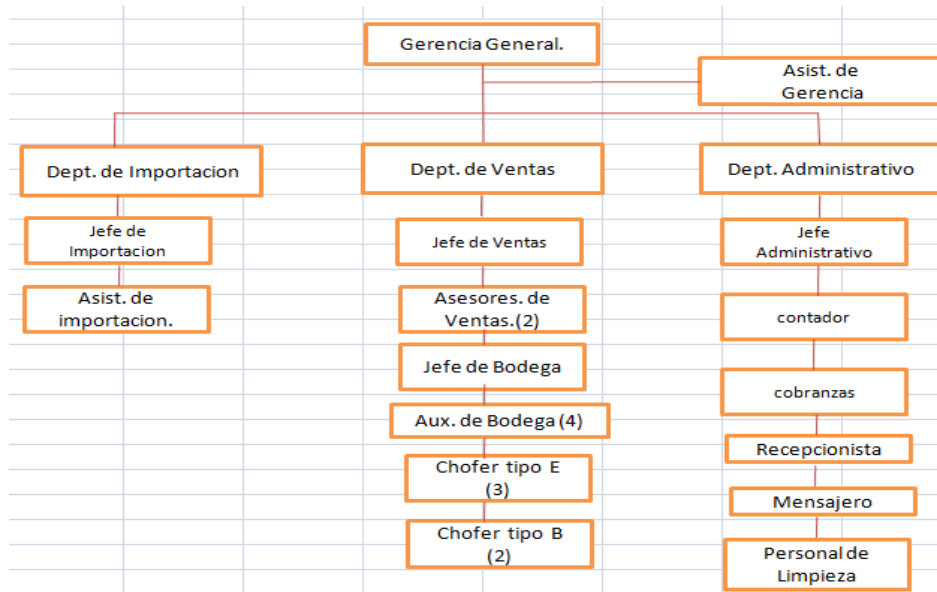 Gerencia General.
Asist. de
Gerencia
Dept. de Importacion
Dept. de Ventas
Dept. Administrativo
Jefe de
Importacion
Jefe de Ventas
Jefe
Administrativo
Asist. de
importacion.
Asesores. de
Ventas.(2)
contador
Jefe de Bodega
cobranzas
Aux. de Bodega (4)
Recepcionista
Chofer tipo E
(3)
Mensajero
Chofer tipo B
(2)
Personal de
Limpieza